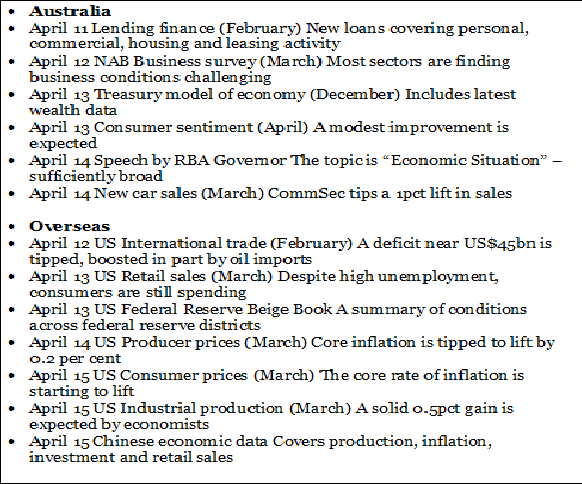 • Australia
• April 11 Lending finance (February) New loans covering personal,
commercial, housing and leasing activity
• April 12 NAB Business survey (March) Most sectors are finding
business conditions challenging
• April 13 Treasury model of economy (December) Includes latest
wealth data
• April 13 Consumer sentiment (April) A modest improvement is
expected
• April 14 Speech by RBA Governor The topic is “Economic Situation” –
sufficiently broad
• April 14 New car sales (March) CommSec tips a 1pct lift in sales
• Overseas
• April 12 US International trade (February) A deficit near US$45bn is
tipped, boosted in part by oil imports
• April 13 US Retail sales (March) Despite high unemployment,
consumers are still spending
• April 13 US Federal Reserve Beige Book A summary of conditions
across federal reserve districts
• April 14 US Producer prices (March) Core inflation is tipped to lift by
0.2 per cent
• April 15 US Consumer prices (March) The core rate of inflation is
starting to lift
• April 15 US Industrial production (March) A solid 0.5pct gain is
expected by economists
• April 15 Chinese economic data Covers production, inflation,
investment and retail sales